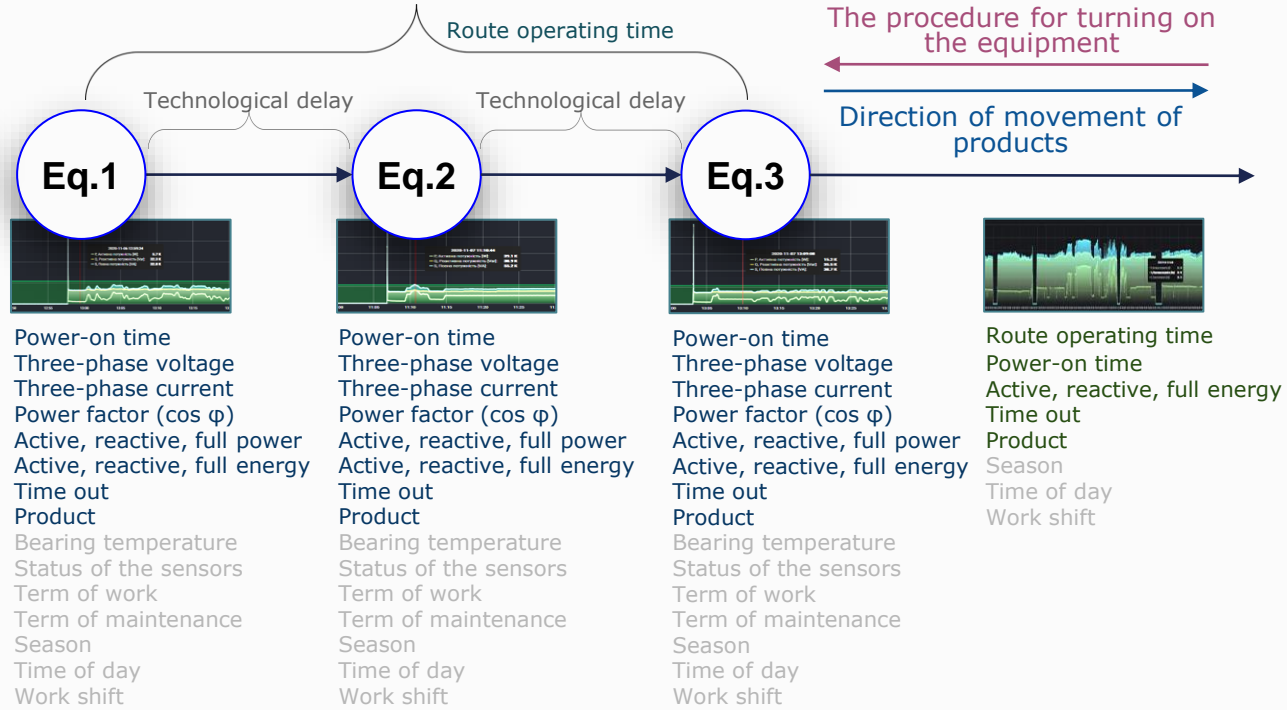 Route operating time
The procedure for turning on
the equipment
Technological delay
Technological delay
Direction of movement of
products
Eq.1
Eq.2
Eq.3
Power-on time
Three-phase voltage
Three-phase current
Power factor (cos φ)
Active, reactive, full power
Active, reactive, full energy
Time out
Product
Bearing temperature
Status of the sensors
Term of work
Term of maintenance
Season
Time of day
Work shift
Power-on time
Three-phase voltage
Three-phase current
Power factor (cos φ)
Active, reactive, full power
Active, reactive, full energy
Time out
Product
Bearing temperature
Status of the sensors
Term of work
Term of maintenance
Season
Time of day
Work shift
Power-on time
Three-phase voltage
Three-phase current
Power factor (cos φ)
Active, reactive, full power
Active, reactive, full energy
Time out
Product
Bearing temperature
Status of the sensors
Term of work
Term of maintenance
Season
Time of day
Work shift
Route operating time
Power-on time
Active, reactive, full energy
Time out
Product
Season
Time of day
Work shift